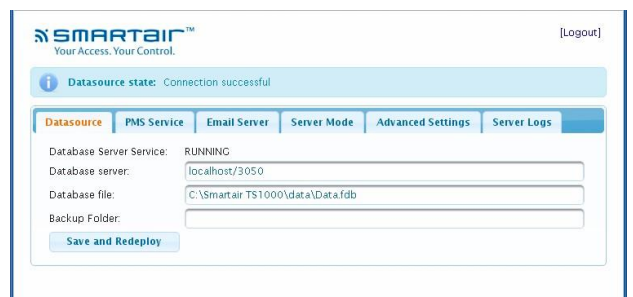 SMARTair™
[Logout]
Your Access. Your Control.
i Datasource state: Connection successful
Datasource PMS Service Email Server Server Mode Advanced Settings Server Logs
Database Server Service: RUNNING
Database server: localhost/3050
Database file: C:\Smartair TS1000\data\Data.fdb
Backup Folder:
Save and Redeploy